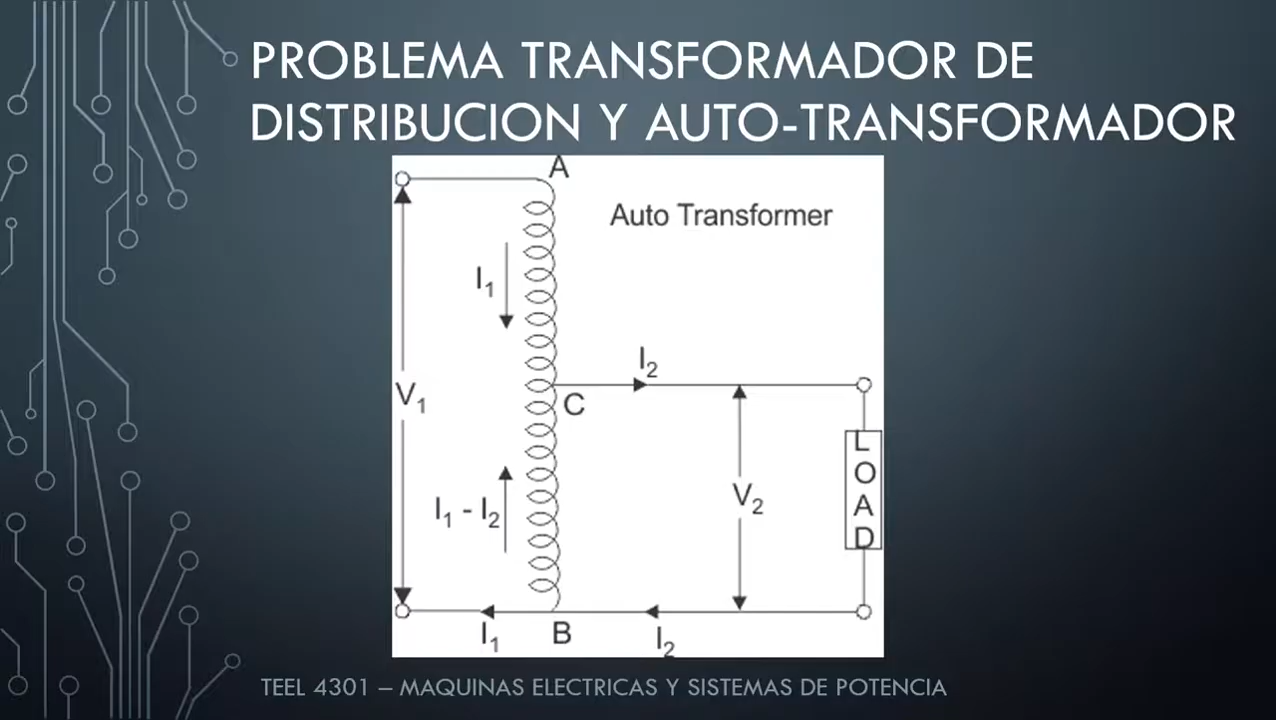 PROBLEMA TRANSFORMADOR DE
DISTRIBUCION Y AUTO-TRANSFORMADOR
A
Auto Transformer
I₁
I₂
V₁
C
I₁ - I₂
V₂
L
O
A
D
I₁
B
I₂
TEEL 4301 – MAQUINAS ELECTRICAS Y SISTEMAS DE POTENCIA